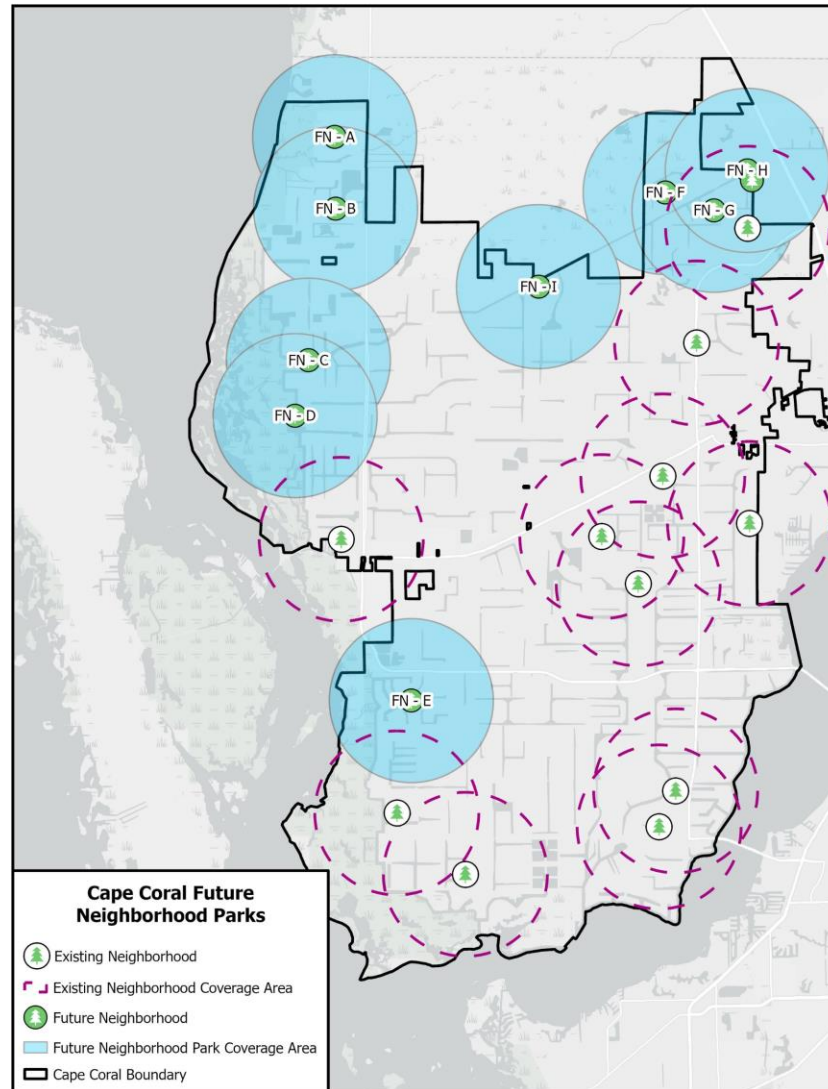 FN - A
FN - B
FN - H
FN - F
FN - G
FN - I
FN - C
FN - D
FN - E
Cape Coral Future
Neighborhood Parks
Existing Neighborhood
Existing Neighborhood Coverage Area
Future Neighborhood
Future Neighborhood Park Coverage Area
Cape Coral Boundary